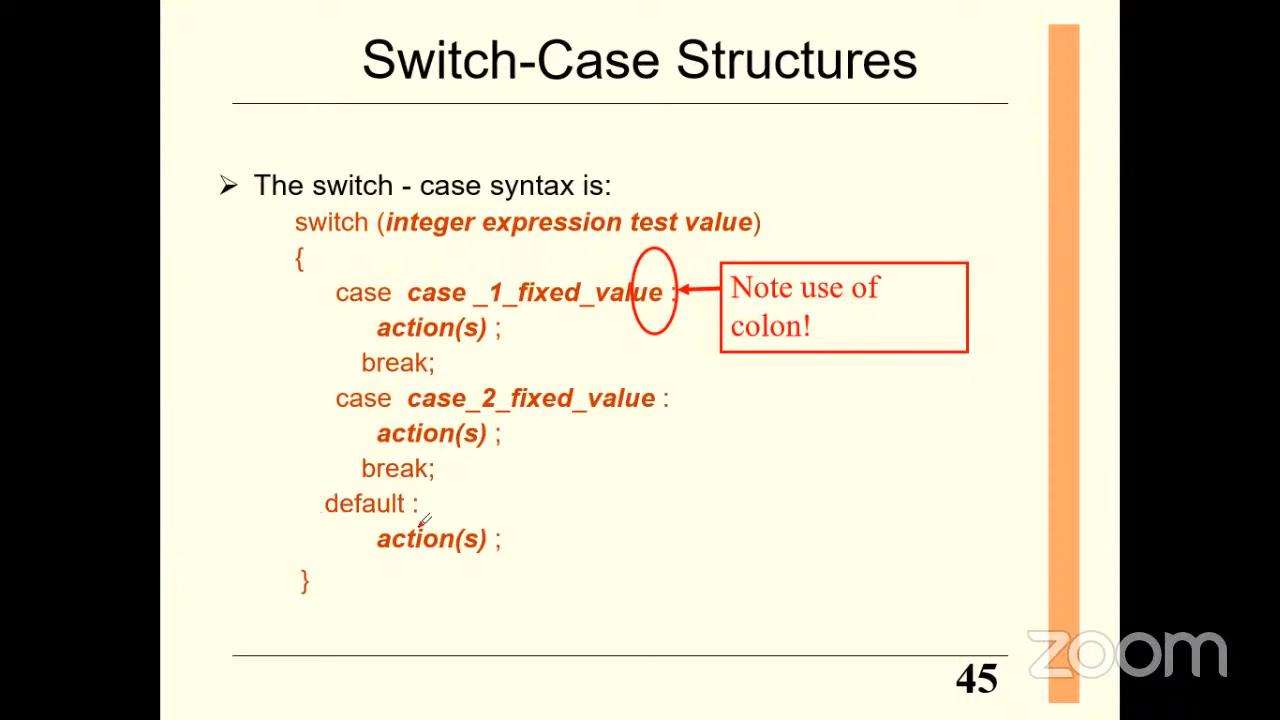 Switch-Case Structures
➢ The switch - case syntax is:
switch (integer expression test value)
{
case case _1_fixed_value :
Note use of
colon!
action(s) ;
break;
case case_2_fixed_value :
action(s) ;
break;
default :
action(s) ;
}
45
zoom